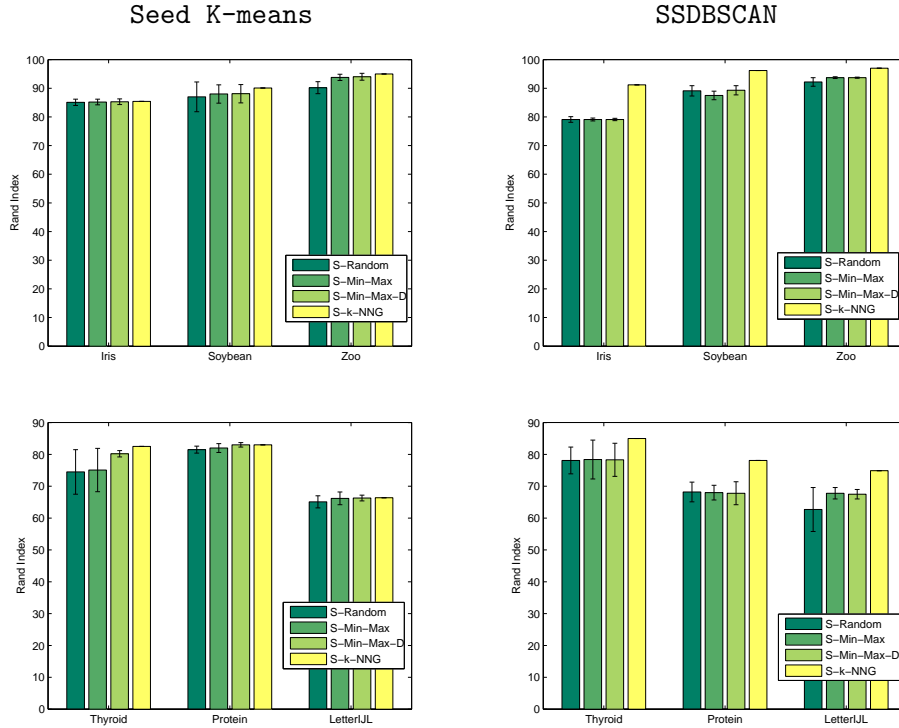 Seed K-means
SSDBSCAN
100
90
80
70
60
50
40
30
20
10
0
Rand Index
Iris
Soybean
Zoo
S-Random
S-Min-Max
S-Min-Max-D
S-k-NNG
100
90
80
70
60
50
40
30
20
10
0
Rand Index
Iris
Soybean
Zoo
S-Random
S-Min-Max
S-Min-Max-D
S-k-NNG
90
80
70
60
50
40
30
20
10
0
Rand Index
Thyroid
Protein
LetterIJL
S-Random
S-Min-Max
S-Min-Max-D
S-k-NNG
90
80
70
60
50
40
30
20
10
0
Rand Index
Thyroid
Protein
LetterIJL
S-Random
S-Min-Max
S-Min-Max-D
S-k-NNG